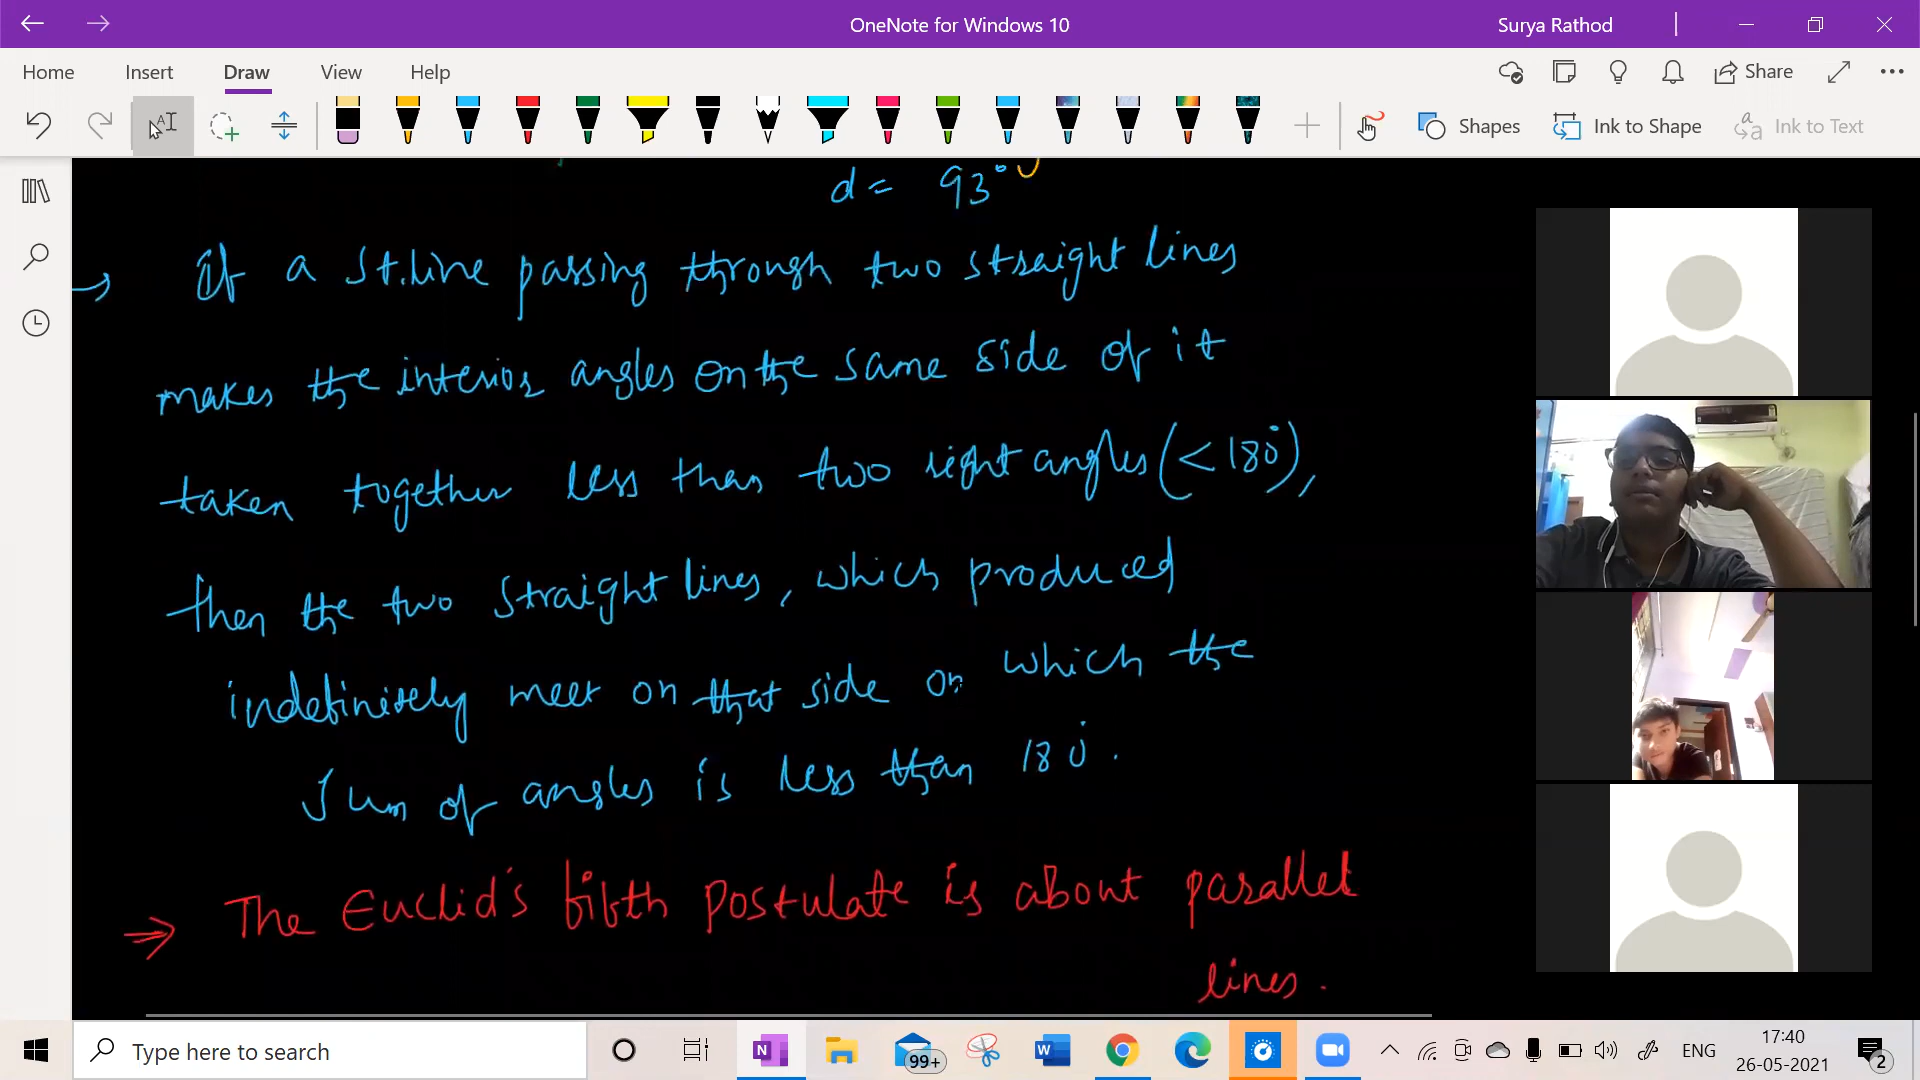 OneNote for Windows 10
Surya Rathod
Home Insert Draw View Help
Share
Shapes Ink to Shape Ink to Text
d = 93°
If a St.line passing through two straight lines
makes the interior angles on the same side of it
taken together less than two right angles (< 180°),
then the two straight lines, which produced
indefinitely meet on that side on which the
Sum of angles is less than 180°.
⇒ The Euclid's fifth postulate is about parallel
lines.
Type here to search
99+
ENG
17:40
26-05-2021
2